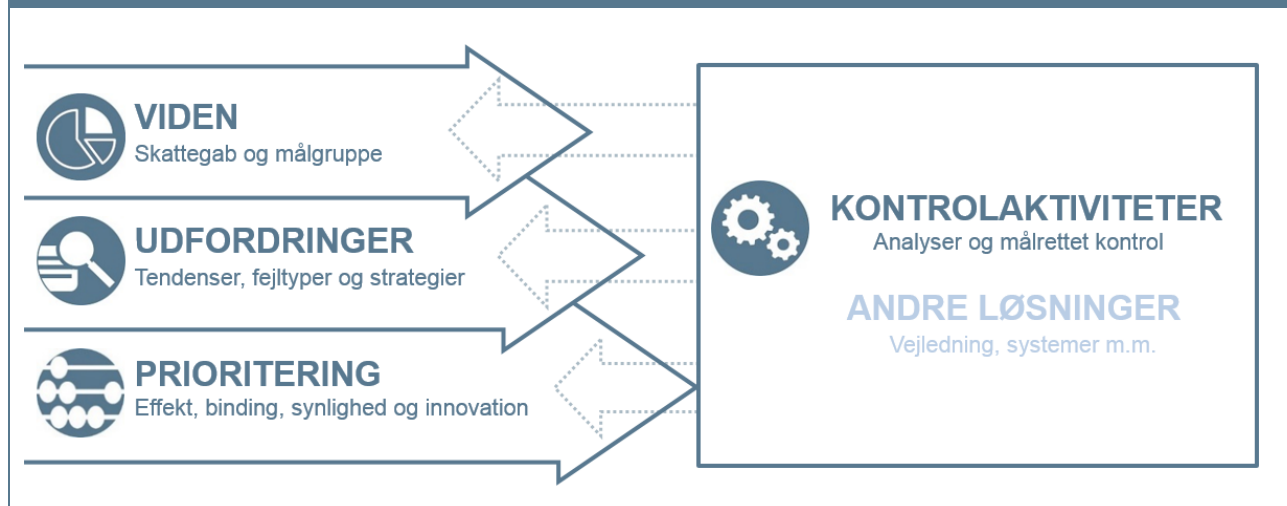 VIDEN
Skattegab og målgruppe
UDFORDRINGER
Tendenser, fejltyper og strategier
PRIORITERING
Effekt, binding, synlighed og innovation
KONTROLAKTIVITETER
Analyser og målrettet kontrol
ANDRE LØSNINGER
Vejledning, systemer m.m.